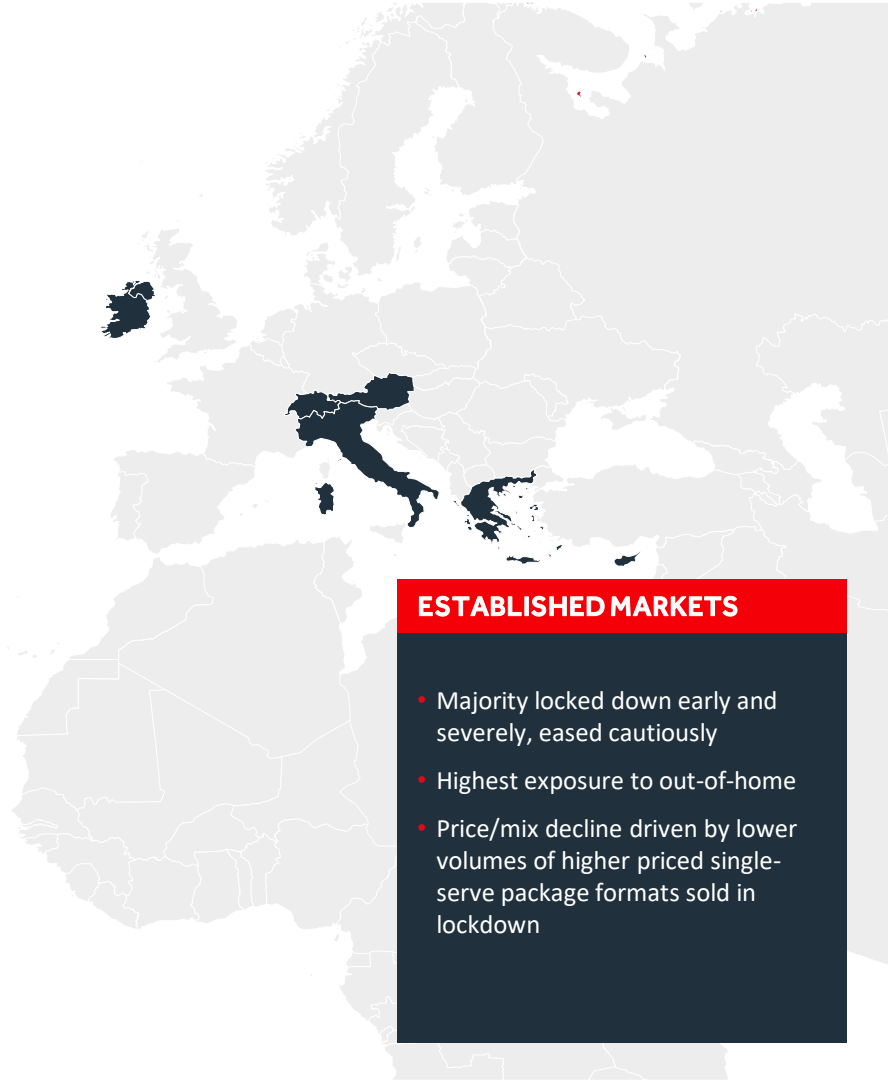 ESTABLISHED MARKETS
• Majority locked down early and
severely, eased cautiously
• Highest exposure to out-of-home
• Price/mix decline driven by lower
volumes of higher priced single-
serve package formats sold in
lockdown